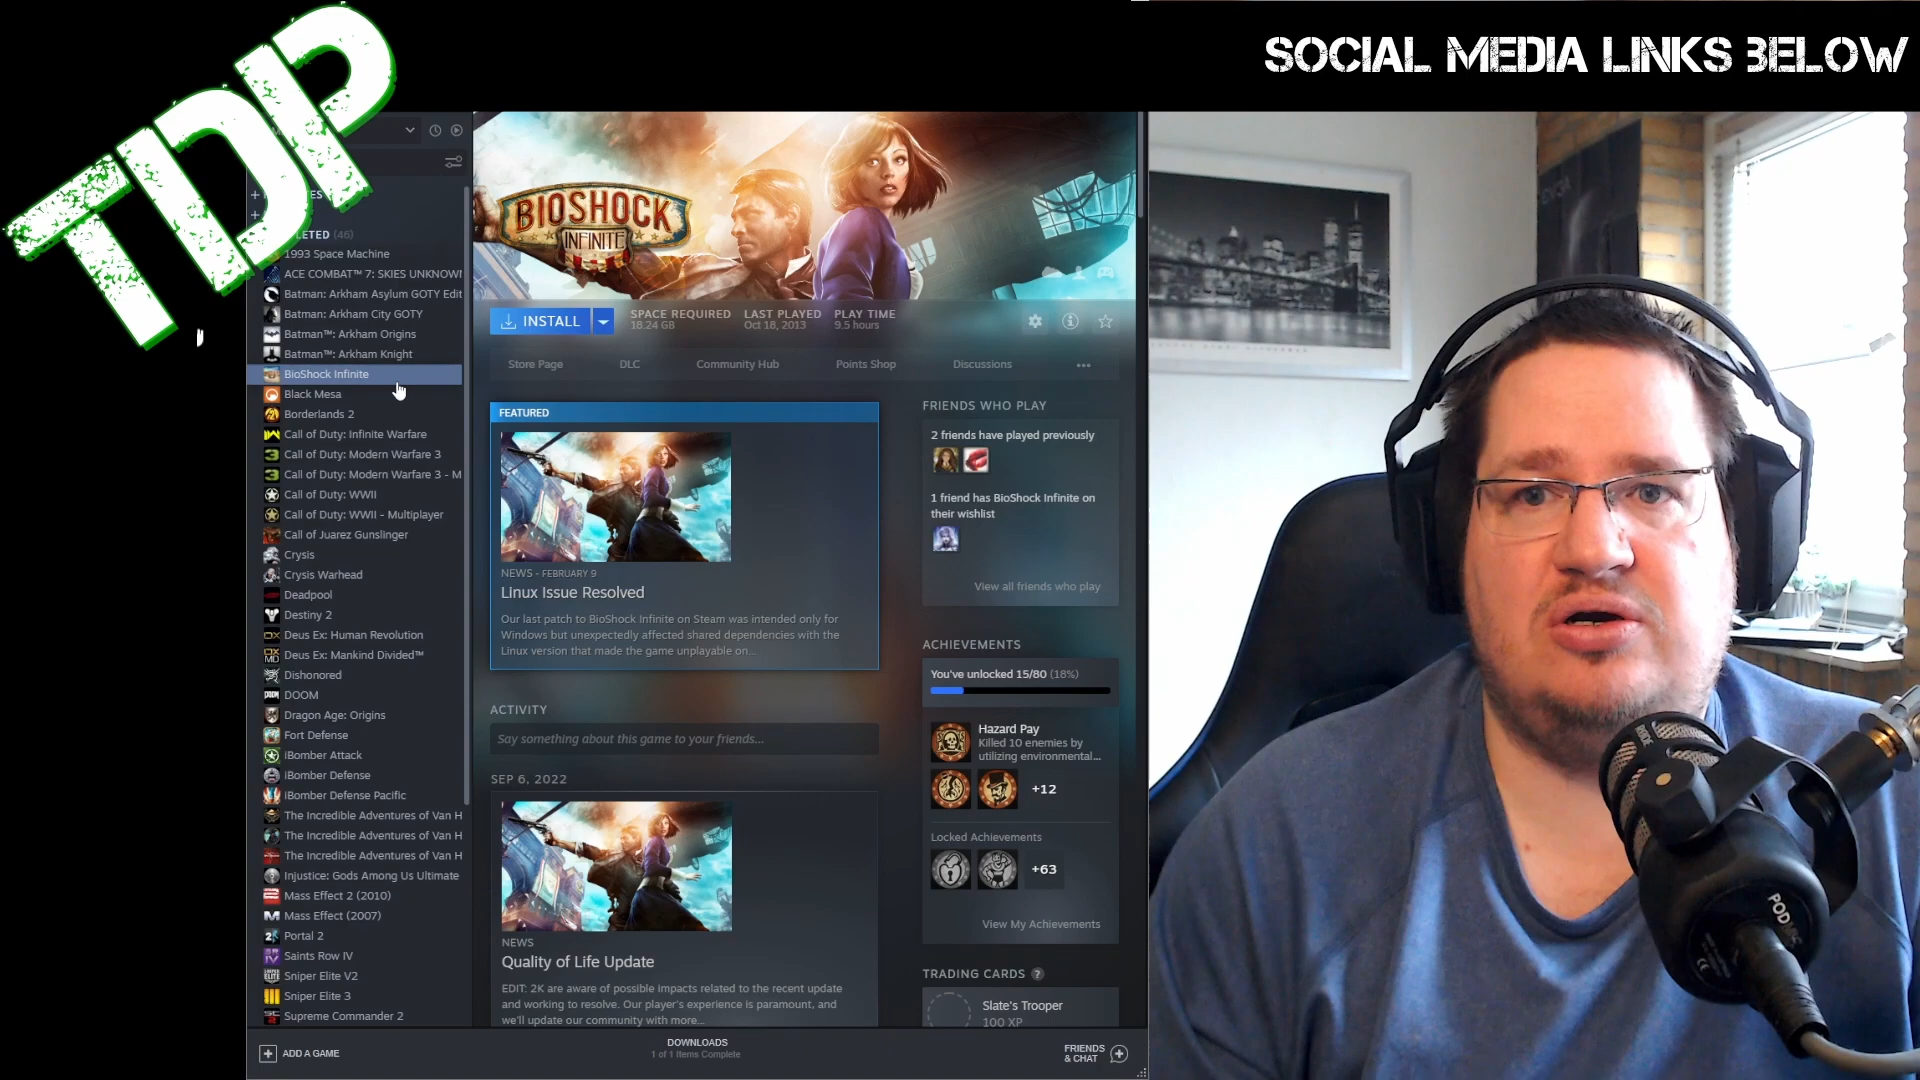 TDP
SOCIAL MEDIA LINKS BELOW
BIOSHOCK
INFINITE
INSTALL
SPACE REQUIRED
18.24 GB
LAST PLAYED
Oct 18, 2013
PLAY TIME
9.5 hours
Store Page
DLC
Community Hub
Points Shop
Discussions
(46)
1993 Space Machine
ACE COMBAT™ 7: SKIES UNKNOWN
Batman: Arkham Asylum GOTY Edit
Batman: Arkham City GOTY
Batman™: Arkham Origins
Batman™: Arkham Knight
BioShock Infinite
Black Mesa
Borderlands 2
Call of Duty: Infinite Warfare
Call of Duty: Modern Warfare 3
Call of Duty: Modern Warfare 3 - M
Call of Duty: WWII
Call of Duty: WWII - Multiplayer
Call of Juarez Gunslinger
Crysis
Crysis Warhead
Deadpool
Destiny 2
Deus Ex: Human Revolution
Deus Ex: Mankind Divided™
Dishonored
DOOM
Dragon Age: Origins
Fort Defense
iBomber Attack
iBomber Defense
iBomber Defense Pacific
The Incredible Adventures of Van H
The Incredible Adventures of Van H
The Incredible Adventures of Van H
Injustice: Gods Among Us Ultimate
Mass Effect 2 (2010)
Mass Effect (2007)
Portal 2
Saints Row IV
Sniper Elite V2
Sniper Elite 3
Supreme Commander 2
FEATURED
NEWS - FEBRUARY 9
Linux Issue Resolved
Our last patch to BioShock Infinite on Steam was intended only for
Windows but unexpectedly affected shared dependencies with the
Linux version that made the game unplayable on...
ACTIVITY
Say something about this game to your friends...
SEP 6, 2022
NEWS
Quality of Life Update
EDIT: 2K are aware of possible impacts related to the recent update
and working to resolve. Our player's experience is paramount, and
we'll update our community with more...
FRIENDS WHO PLAY
2 friends have played previously
1 friend has BioShock Infinite on
their wishlist
View all friends who play
ACHIEVEMENTS
You've unlocked 15/80 (18%)
Hazard Pay
Killed 10 enemies by
utilizing environmental...
+12
Locked Achievements
+63
View My Achievements
TRADING CARDS ?
Slate's Trooper
100 XP
ADD A GAME
DOWNLOADS
1 of 1 Items Complete
FRIENDS
& CHAT